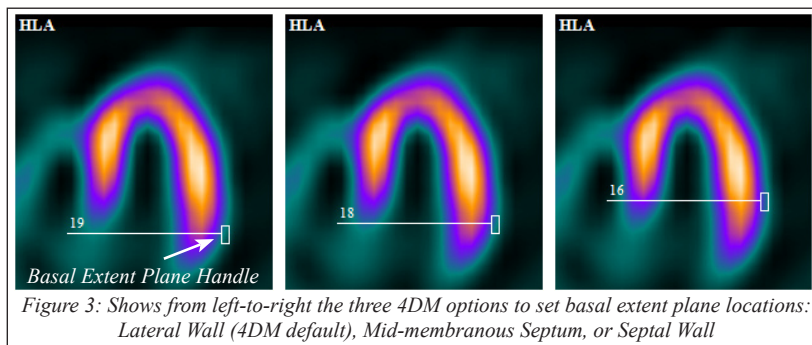 HLA
HLA
HLA
19
18
16
Basal Extent Plane Handle
Figure 3: Shows from left-to-right the three 4DM options to set basal extent plane locations:
Lateral Wall (4DM default), Mid-membranous Septum, or Septal Wall